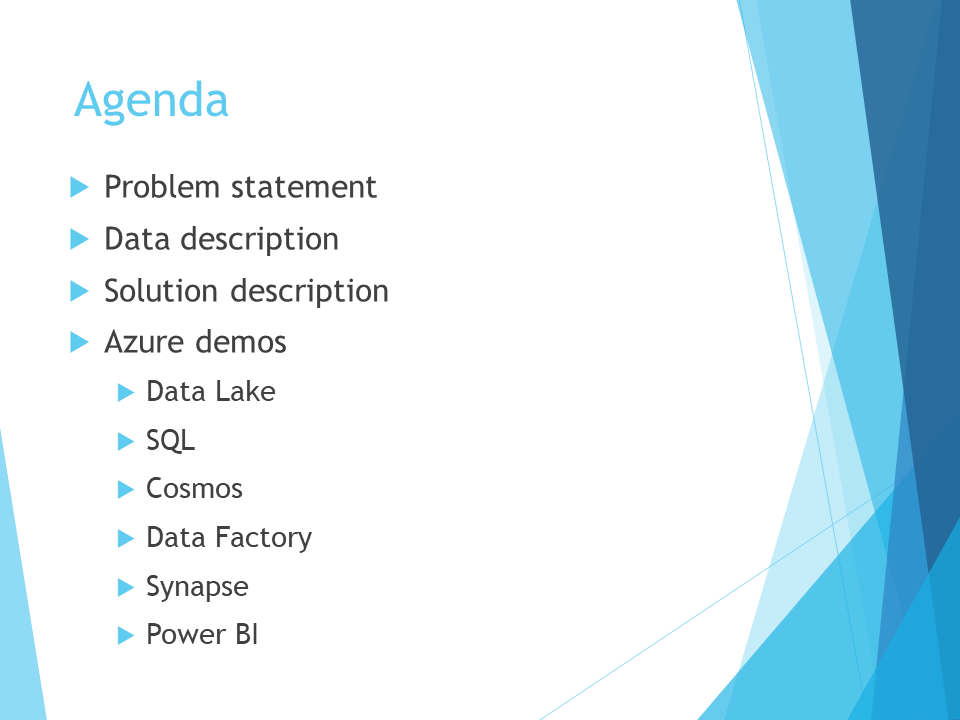 Agenda
Problem statement
Data description
Solution description
Azure demos
Data Lake
SQL
Cosmos
Data Factory
Synapse
Power BI